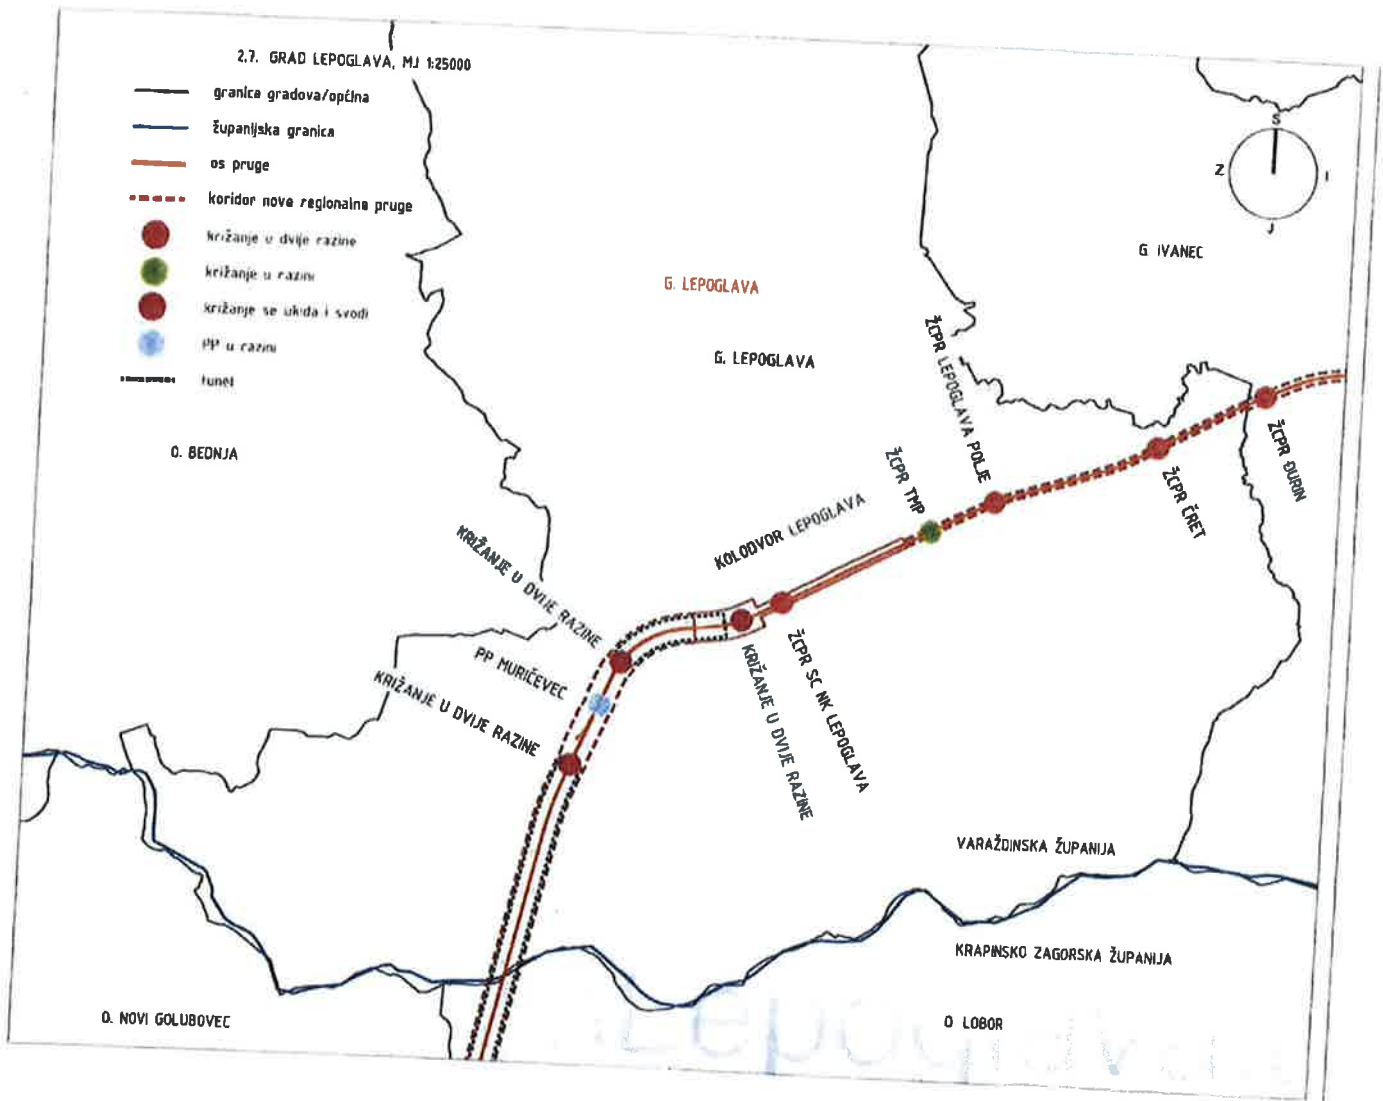 2.7. GRAD LEPOGLAVA, MJ 1:25000
granica gradova/općina
županijska granica
os pruge
koridor nove regionalne pruge
križanje u dvije razine
križanje u razini
križanje se ukida i svodi
PP u razini
tunel
S
Z
I
J
G. IVANEC
G. LEPOGLAVA
G. LEPOGLAVA
O. BEDNJA
ŽCPR LEPOGLAVA POLJE
ŽCPR TMP
ŽCPR ĐURIN
ŽCPR ČRET
KOLODVOR LEPOGLAVA
KRIŽANJE U DVIJE RAZINE
PP MURIČEVEC
KRIŽANJE U DVIJE RAZINE
ŽCPR SC NK LEPOGLAVA
KRIŽANJE U DVIJE RAZINE
VARAŽDINSKA ŽUPANIJA
KRAPINSKO ZAGORSKA ŽUPANIJA
O. NOVI GOLUBOVEC
O LOBOR
Lepoglava